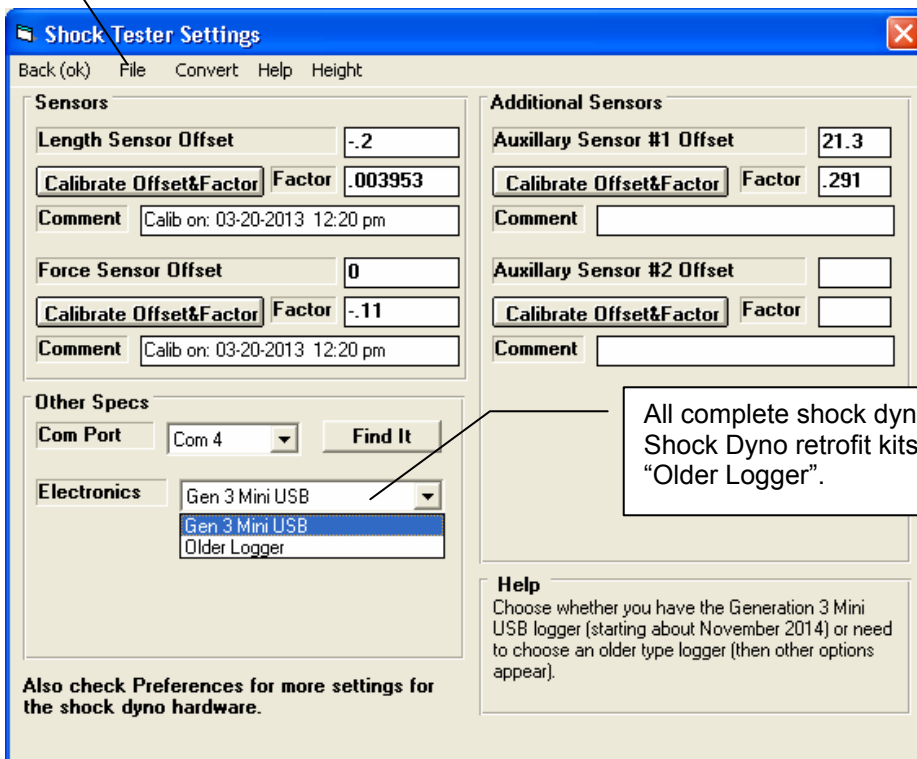 Shock Tester Settings
Back (ok) File Convert Help Height
Sensors
Length Sensor Offset -.2
Calibrate Offset&Factor Factor .003953
Comment Calib on: 03-20-2013 12:20 pm
Force Sensor Offset 0
Calibrate Offset&Factor Factor -.11
Comment Calib on: 03-20-2013 12:20 pm
Other Specs
Com Port Com 4 Find It
Electronics Gen 3 Mini USB
Gen 3 Mini USB
Older Logger
Also check Preferences for more settings for
the shock dyno hardware.
Additional Sensors
Auxillary Sensor #1 Offset 21.3
Calibrate Offset&Factor Factor .291
Comment
Auxillary Sensor #2 Offset
Calibrate Offset&Factor Factor
Comment
All complete shock dyn
Shock Dyno retrofit kits
“Older Logger”.
Help
Choose whether you have the Generation 3 Mini
USB logger (starting about November 2014) or need
to choose an older type logger (then other options
appear).